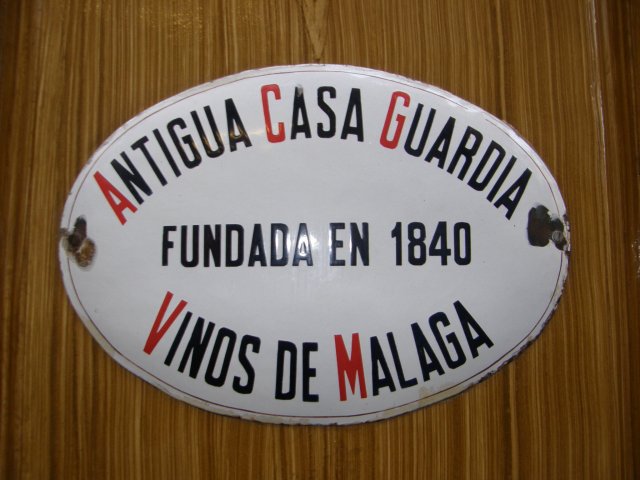 ANTIGUA CASA GUARDIA
FUNDADA EN 1840
VINOS DE MALAGA